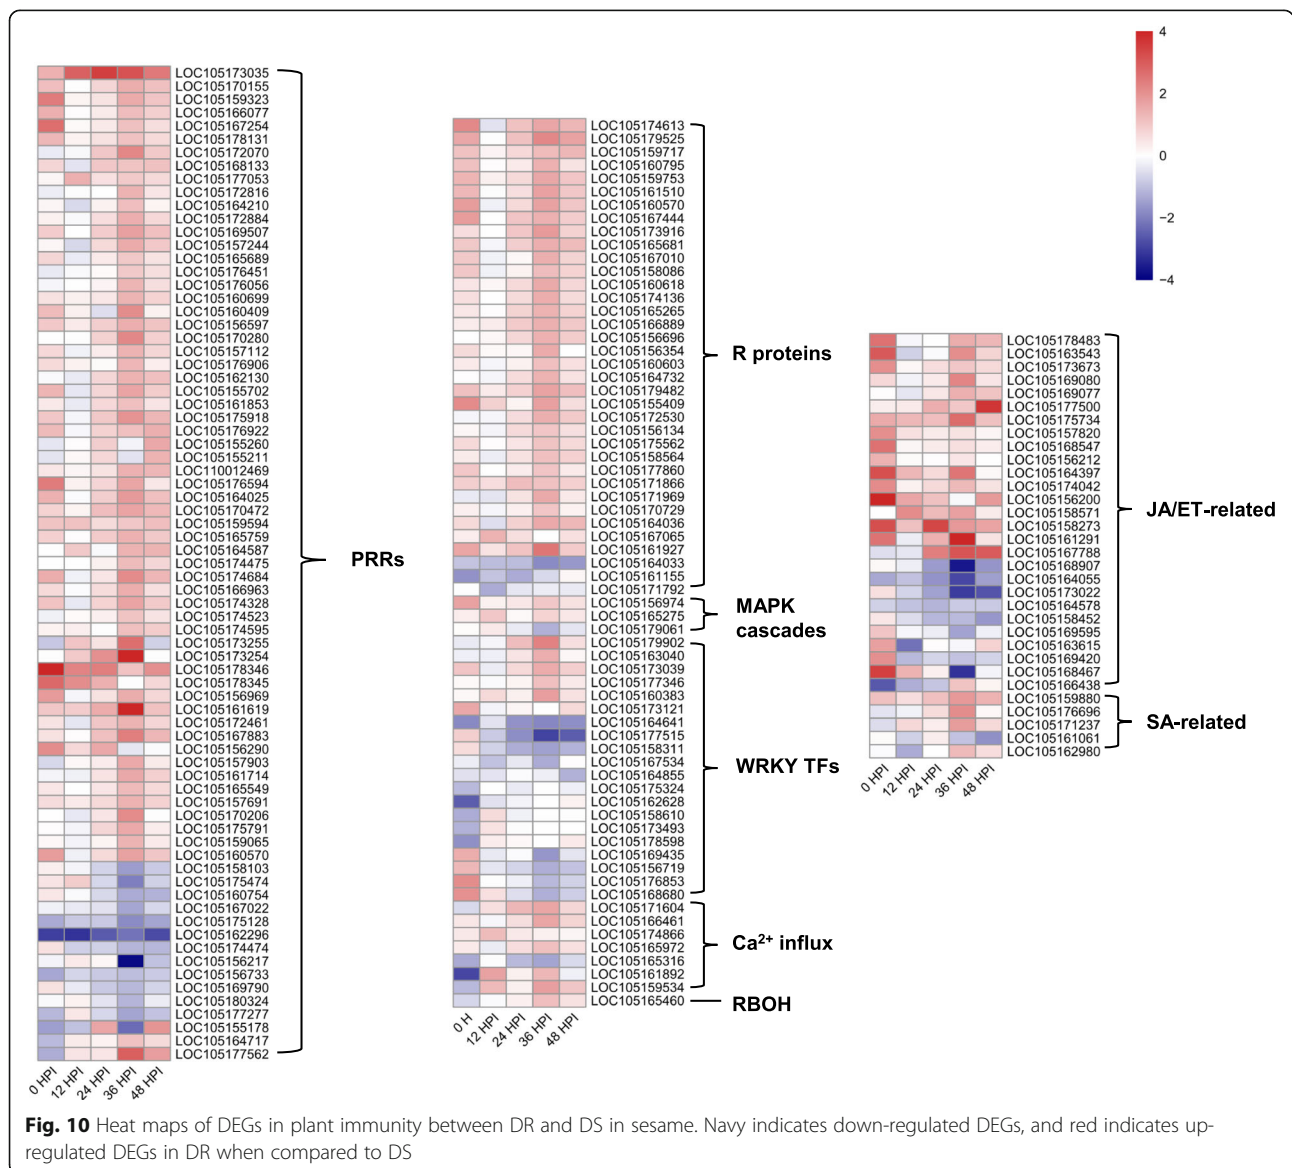 LOC105173035
LOC105170155
LOC105159323
LOC105166077
LOC105167254
LOC105178131
LOC105172070
LOC105168133
LOC105177053
LOC105172816
LOC105164210
LOC105172884
LOC105169507
LOC105157244
LOC105165689
LOC105176451
LOC105176056
LOC105160699
LOC105160409
LOC105156597
LOC105170280
LOC105157112
LOC105176906
LOC105162130
LOC105155702
LOC105161853
LOC105175918
LOC105176922
LOC105155260
LOC105155211
LOC110012469
LOC105176594
LOC105164025
LOC105170472
LOC105159594
LOC105165759
LOC105164587
LOC105174475
LOC105174684
LOC105166963
LOC105174328
LOC105174523
LOC105174595
LOC105173255
LOC105173254
LOC105178346
LOC105178345
LOC105156969
LOC105161619
LOC105172461
LOC105167883
LOC105156290
LOC105157903
LOC105161714
LOC105165549
LOC105157691
LOC105170206
LOC105175791
LOC105159065
LOC105160570
LOC105158103
LOC105175474
LOC105160754
LOC105167022
LOC105175128
LOC105162296
LOC105174474
LOC105156217
LOC105156733
LOC105169790
LOC105180324
LOC105177277
LOC105155178
LOC105164717
LOC105177562
PRRs
0 HPI
12 HPI
24 HPI
36 HPI
48 HPI
LOC105174613
LOC105179525
LOC105159717
LOC105160795
LOC105159753
LOC105161510
LOC105160570
LOC105167444
LOC105173916
LOC105165681
LOC105167010
LOC105158086
LOC105160618
LOC105174136
LOC105165265
LOC105166889
LOC105156696
LOC105156354
LOC105160603
LOC105164732
LOC105179482
LOC105155409
LOC105172530
LOC105156134
LOC105175562
LOC105158564
LOC105177860
LOC105171866
LOC105171969
LOC105170729
LOC105164036
LOC105167065
LOC105161927
LOC105164033
LOC105161155
LOC105171792
LOC105156974
LOC105165275
LOC105179061
LOC105179902
LOC105163040
LOC105173039
LOC105177346
LOC105160383
LOC105173121
LOC105164641
LOC105177515
LOC105158311
LOC105167534
LOC105164855
LOC105175324
LOC105162628
LOC105158610
LOC105173493
LOC105178598
LOC105169435
LOC105156719
LOC105176853
LOC105168680
LOC105171604
LOC105166461
LOC105174866
LOC105165972
LOC105165316
LOC105161892
LOC105159534
LOC105165460
R proteins
MAPK
cascades
WRKY TFs
Ca²⁺ influx
RBOH
0 H
12 HPI
24 HPI
36 HPI
48 HPI
4
2
0
−2
−4
LOC105178483
LOC105163543
LOC105173673
LOC105169080
LOC105169077
LOC105177500
LOC105175734
LOC105157820
LOC105168547
LOC105156212
LOC105164397
LOC105174042
LOC105156200
LOC105158571
LOC105158273
LOC105161291
LOC105167788
LOC105168907
LOC105164055
LOC105173022
LOC105164578
LOC105158452
LOC105169595
LOC105163615
LOC105169420
LOC105168467
LOC105166438
LOC105159880
LOC105176696
LOC105171237
LOC105161061
LOC105162980
JA/ET-related
SA-related
0 HPI
12 HPI
24 HPI
36 HPI
48 HPI
Fig. 10 Heat maps of DEGs in plant immunity between DR and DS in sesame. Navy indicates down-regulated DEGs, and red indicates up-
regulated DEGs in DR when compared to DS